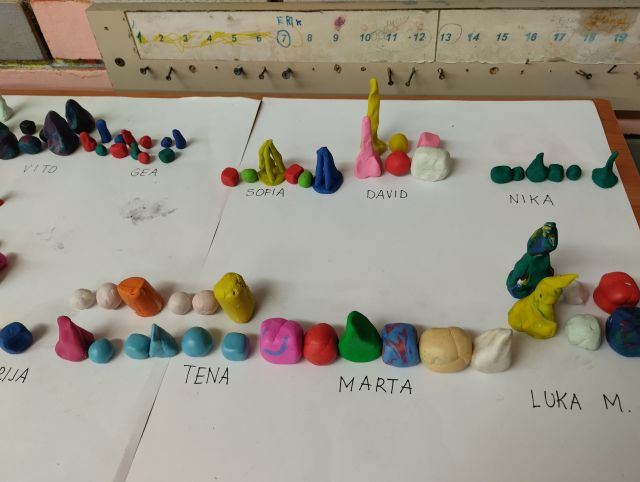 ERIK
1 2 3 4 5 6 7 8 9 10 11 12 13 14 15 16 17 18 19
VITO
GEA
SOFIA
DAVID
NIKA
RIJA
TENA
MARTA
LUKA M.